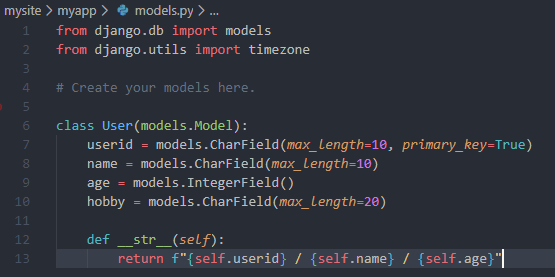 mysite > myapp > models.py > ...
1 from django.db import models
2 from django.utils import timezone
3
4 # Create your models here.
5
6 class User(models.Model):
7     userid = models.CharField(max_length=10, primary_key=True)
8     name = models.CharField(max_length=10)
9     age = models.IntegerField()
10     hobby = models.CharField(max_length=20)
11
12     def __str__(self):
13         return f"{self.userid} / {self.name} / {self.age}"